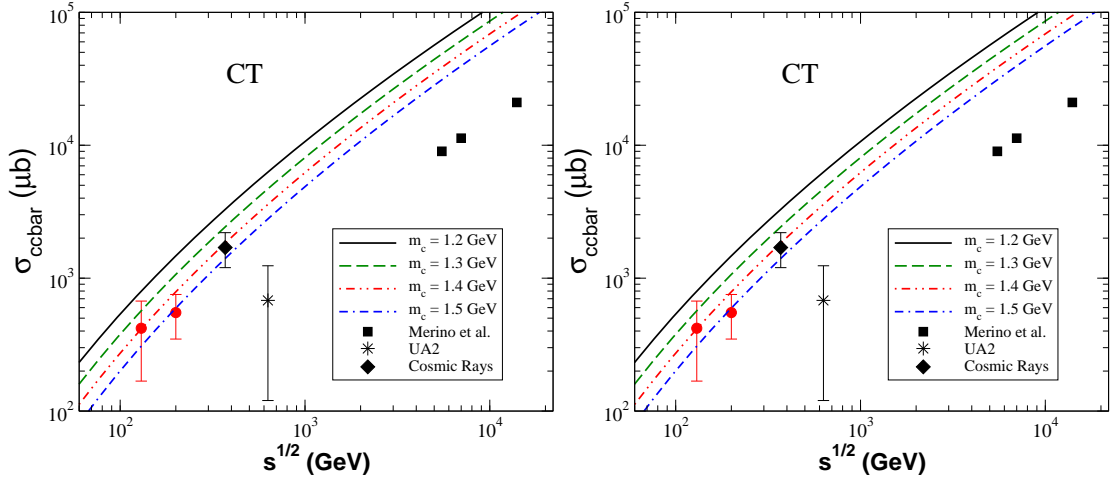 10^5
CT
10^4
σ_ccbar (μb)
m_c = 1.2 GeV
m_c = 1.3 GeV
m_c = 1.4 GeV
m_c = 1.5 GeV
Merino et al.
UA2
Cosmic Rays
10^3
10^2
10^2 10^3 10^4
s^1/2 (GeV)
10^5
CT
10^4
σ_ccbar (μb)
m_c = 1.2 GeV
m_c = 1.3 GeV
m_c = 1.4 GeV
m_c = 1.5 GeV
Merino et al.
UA2
Cosmic Rays
10^3
10^2
10^2 10^3 10^4
s^1/2 (GeV)